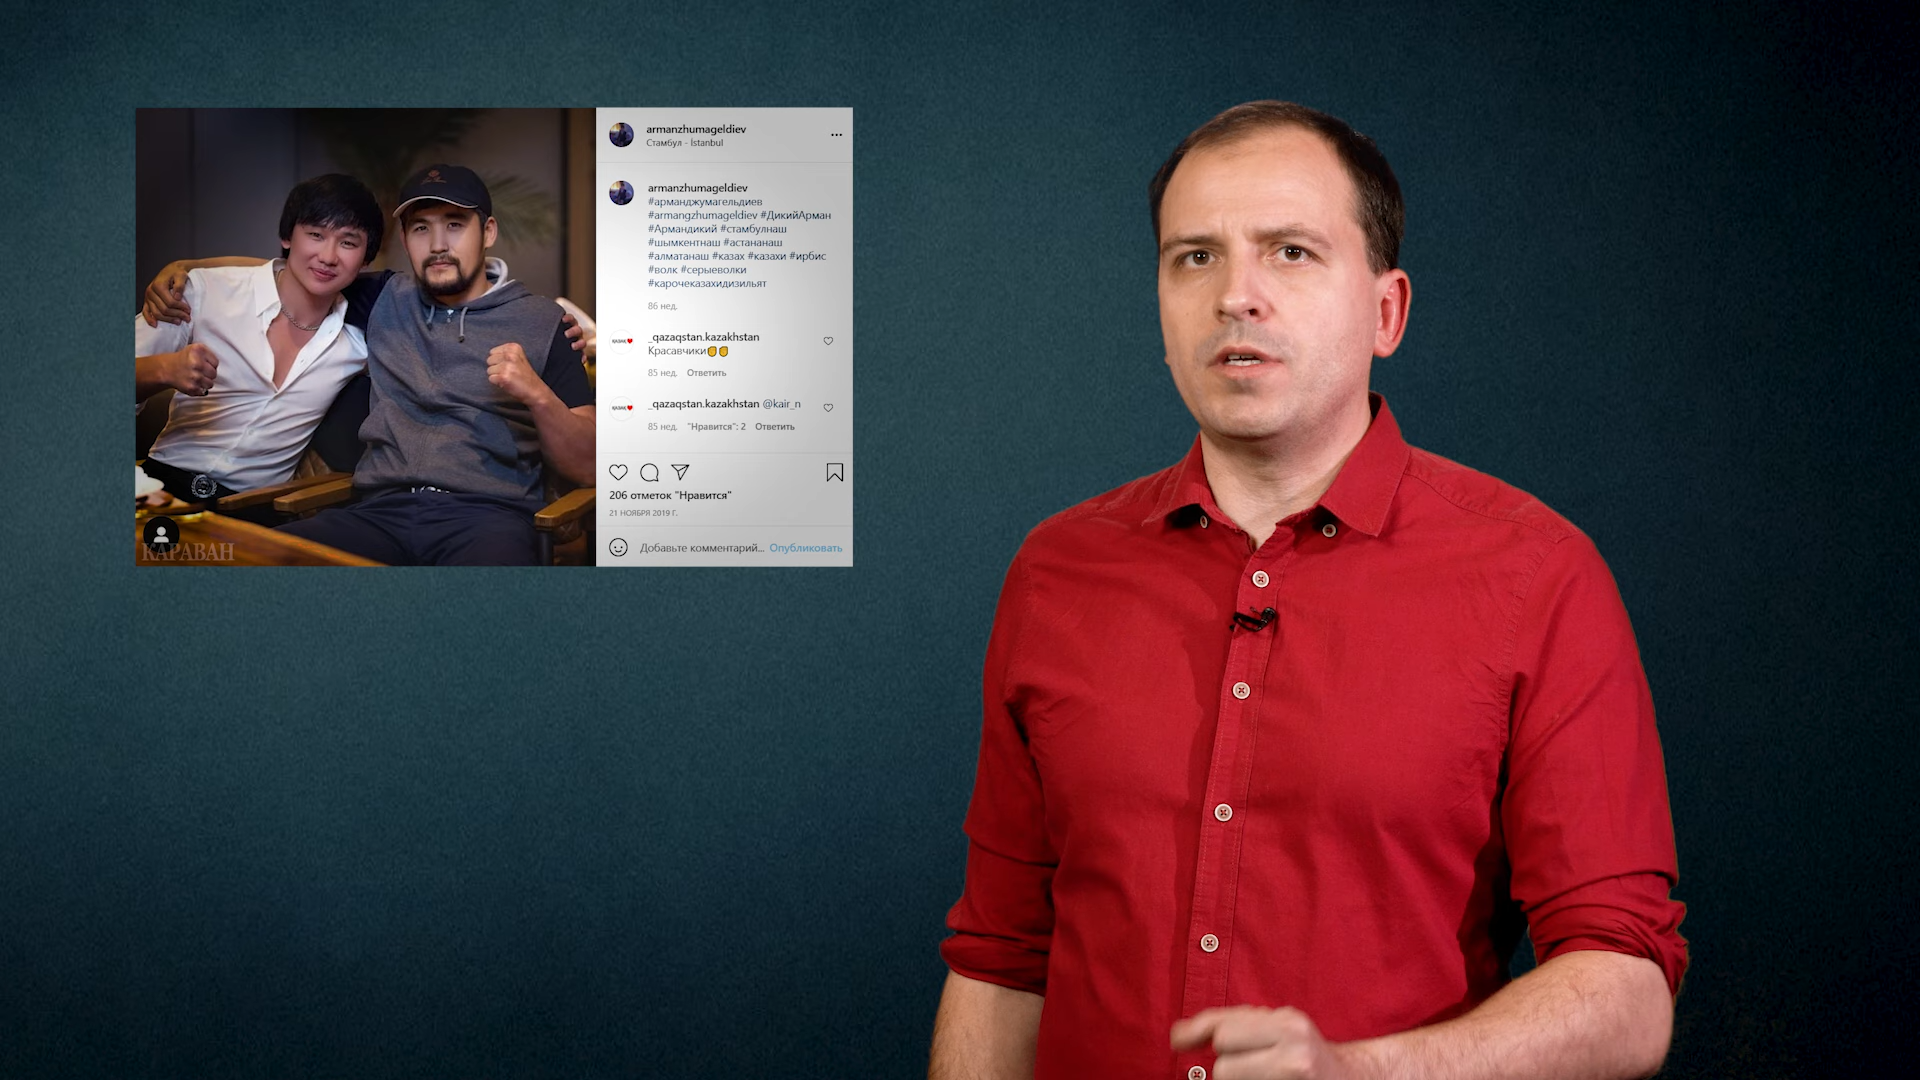 armanzhumageldiev
Стамбул - İstanbul
armanzhumageldiev
#арманджумагельдиев
#armangzhumageldiev #ДикийАрман
#Армандикий #стамбулнаш
#шымкентнаш #астананаш
#алматанаш #казах #казахи #ирбис
#волк #серыеволки
#карочеказахидизильят
86 нед.
_qazaqstan.kazakhstan
Красавчики
85 нед. Ответить
_qazaqstan.kazakhstan @kair_n
85 нед. "Нравится": 2 Ответить
206 отметок "Нравится"
21 НОЯБРЯ 2019 Г.
Добавьте комментарий... Опубликовать
КАРАВАН